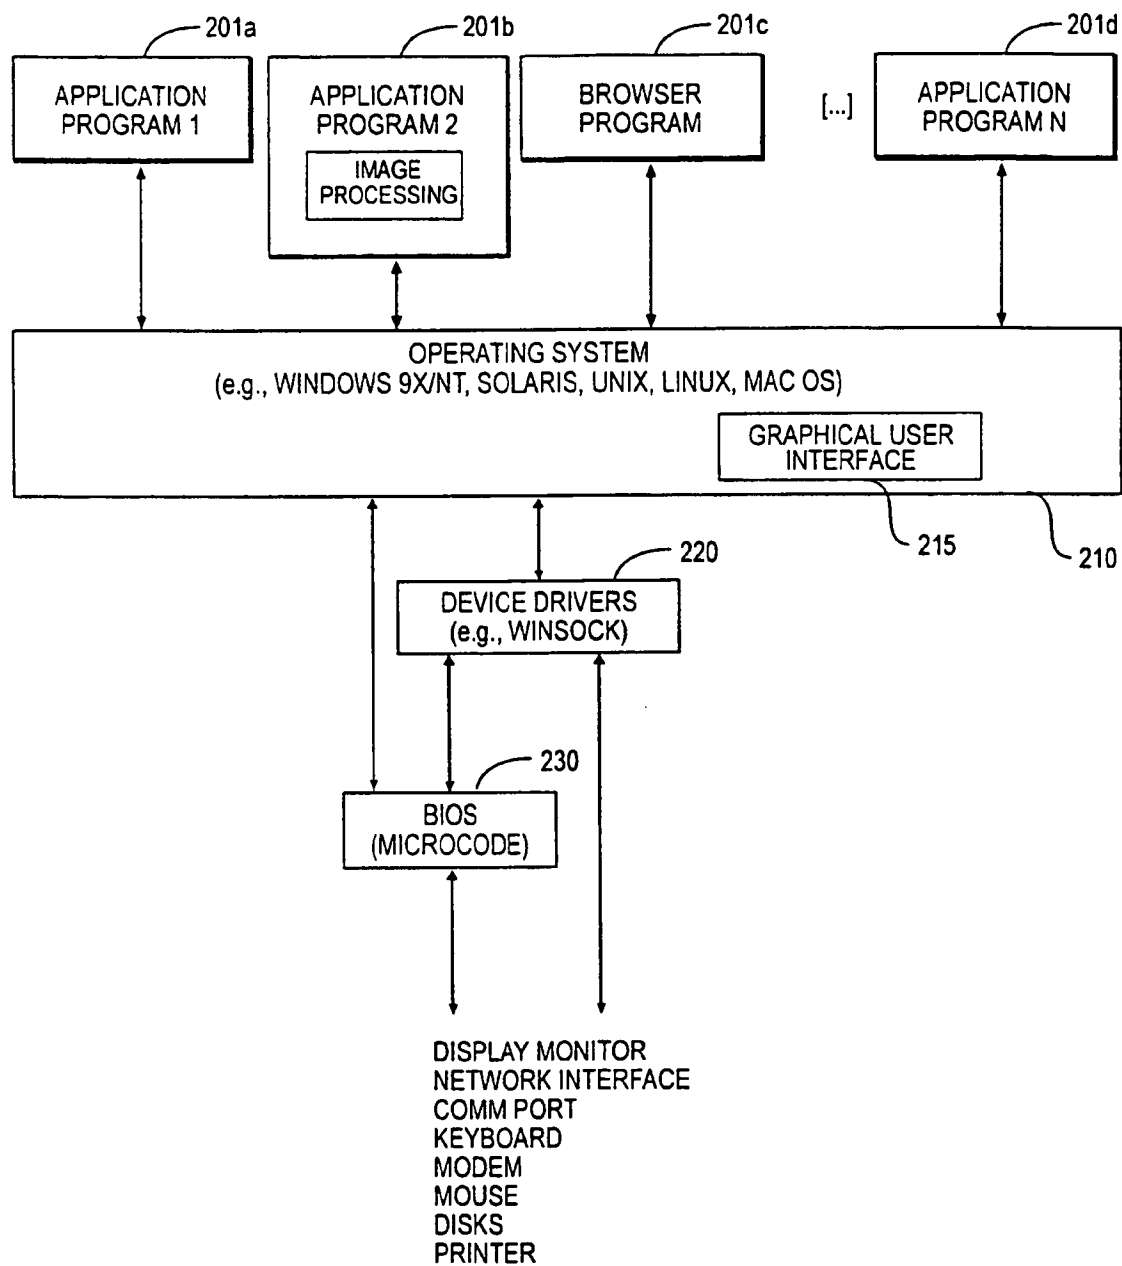 201a
201b
201c
201d
APPLICATION
PROGRAM 1
APPLICATION
PROGRAM 2
IMAGE
PROCESSING
BROWSER
PROGRAM
[...]
APPLICATION
PROGRAM N
OPERATING SYSTEM
(e.g., WINDOWS 9X/NT, SOLARIS, UNIX, LINUX, MAC OS)
GRAPHICAL USER
INTERFACE
215
210
220
DEVICE DRIVERS
(e.g., WINSOCK)
230
BIOS
(MICROCODE)
DISPLAY MONITOR
NETWORK INTERFACE
COMM PORT
KEYBOARD
MODEM
MOUSE
DISKS
PRINTER